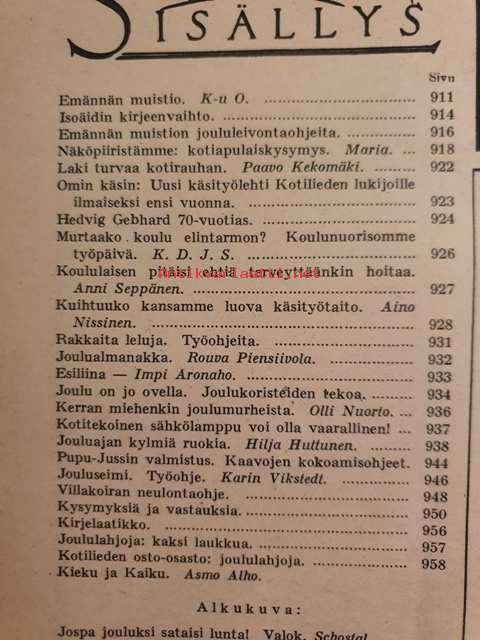 SISÄLLYS
Sivu
Emännän muistio. K-u O. 911
Isoäidin kirjeenvaihto. 914
Emännän muistion joululeivontaohjeita. 916
Näköpiiristämme: kotiapulaiskysymys. Maria. 918
Laki turvaa kotirauhan. Paavo Kekomäki. 922
Omin käsin: Uusi käsityölehti Kotilieden lukijoille
ilmaiseksi ensi vuonna. 923
Hedvig Gebhard 70-vuotias. 924
Murtaako koulu elintarmon? Koulunuorisomme
työpäivä. K. D. J. S. 926
Koululaisen pitäisi ehtiä terveyttäänkin hoitaa.
Anni Seppänen. 927
Kuihtuuko kansamme luova käsityötaito. Aino
Nissinen. 928
Rakkaita leluja. Työohjeita. 931
Joulualmanakka. Rouva Piensiivola. 932
Esiliina — Impi Aronaho. 933
Joulu on jo ovella. Joulukoristeiden tekoa. 934
Kerran miehenkin joulumurheista. Olli Nuorto. 936
Kotitekoinen sähkölamppu voi olla vaarallinen! 937
Jouluajan kylmiä ruokia. Hilja Huttunen. 938
Pupu-Jussin valmistus. Kaavojen kokoamisohjeet. 944
Jouluseimi. Työohje. Karin Vikstedt. 946
Villakoiran neulontaohje. 948
Kysymyksiä ja vastauksia. 950
Kirjelaatikko. 956
Joululahjoja: kaksi laukkua. 957
Kotilieden osto-osasto: joululahjoja. 958
Kieku ja Kaiku. Asmo Alho.
Alkukuva:
Jospa jouluksi sataisi lunta! Valok. Schostal